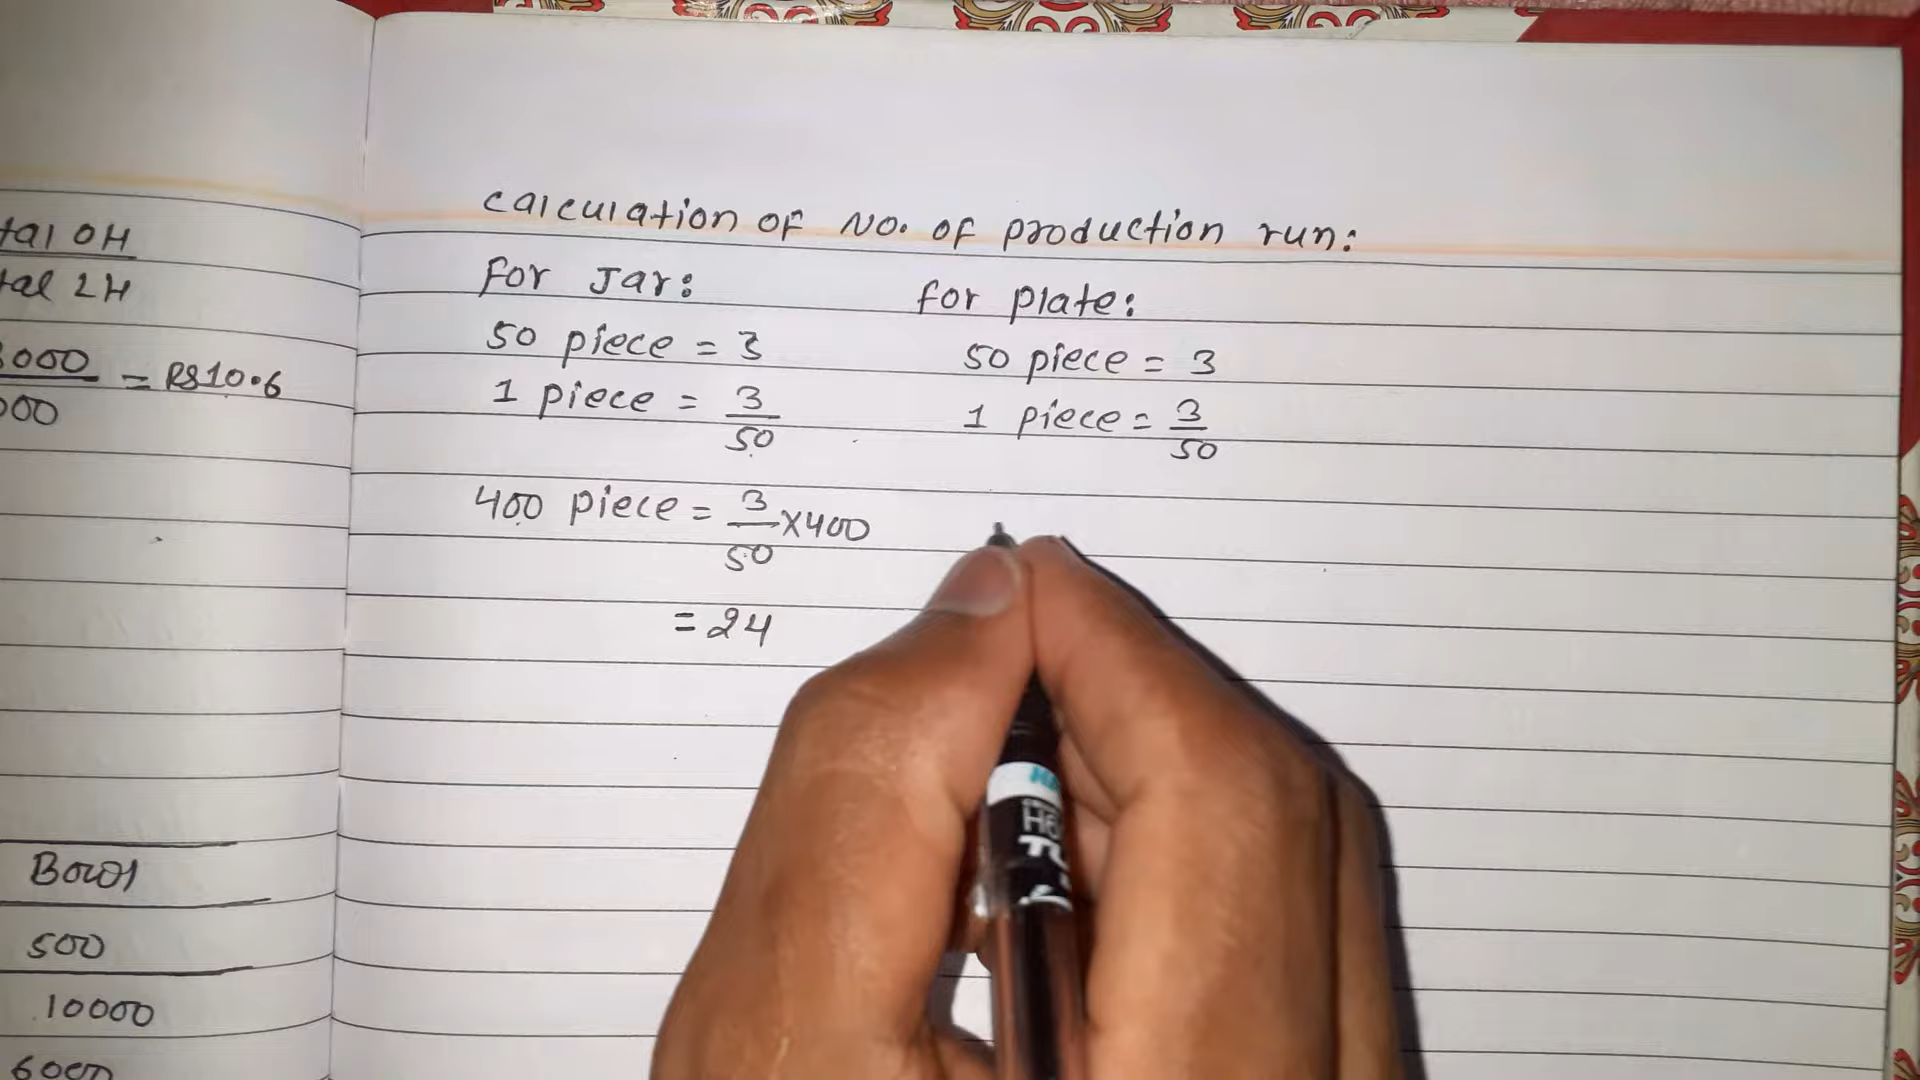 tal OH
tal LH
000 = RS10.6
000
Bowl
500
10000
6000
calculation of No. of production run:
For Jar:
50 piece = 3
1 piece = 3
50
400 piece = 3 x400
50
= 24
for plate:
50 piece = 3
1 piece = 3
50